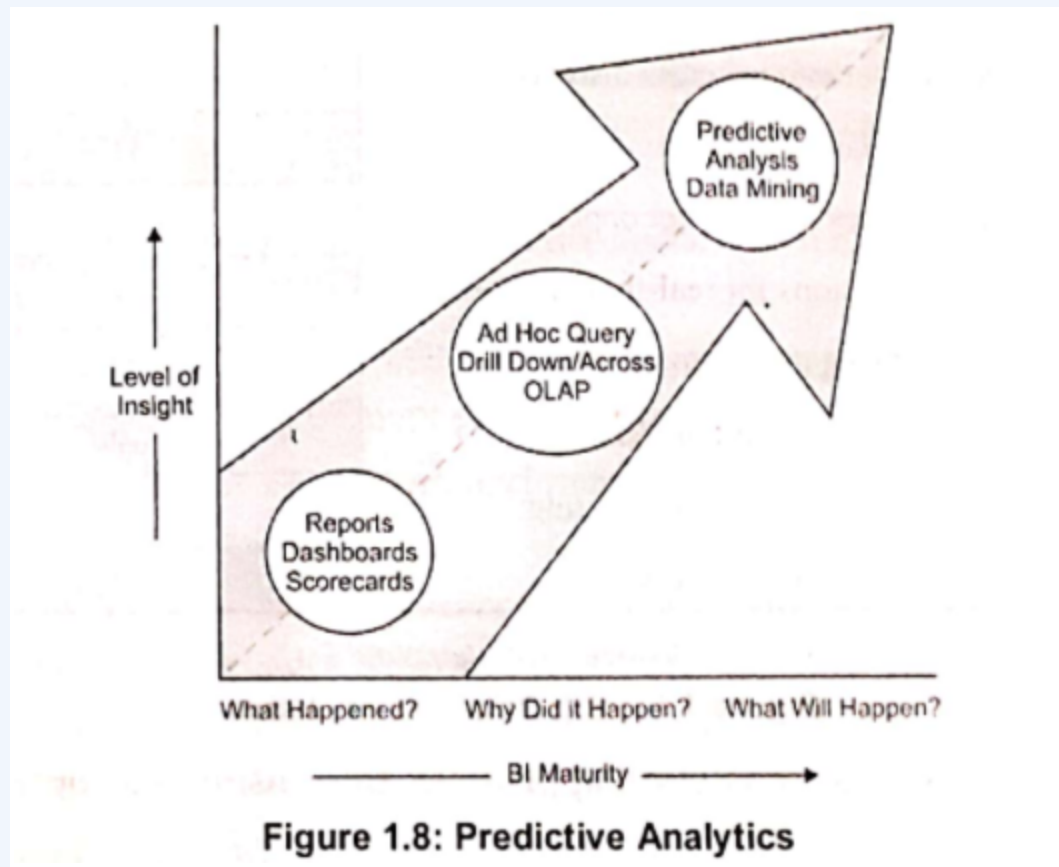 Predictive
Analysis
Data Mining
Ad Hoc Query
Drill Down/Across
OLAP
Level of
Insight
Reports
Dashboards
Scorecards
What Happened? Why Did it Happen? What Will Happen?
BI Maturity
Figure 1.8: Predictive Analytics